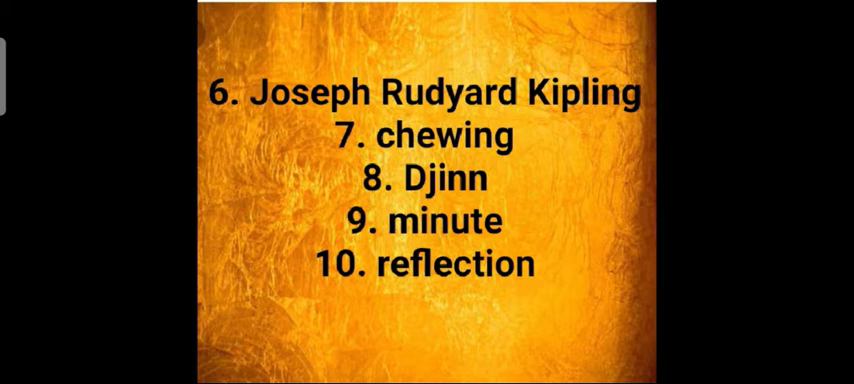 6. Joseph Rudyard Kipling
7. chewing
8. Djinn
9. minute
10. reflection